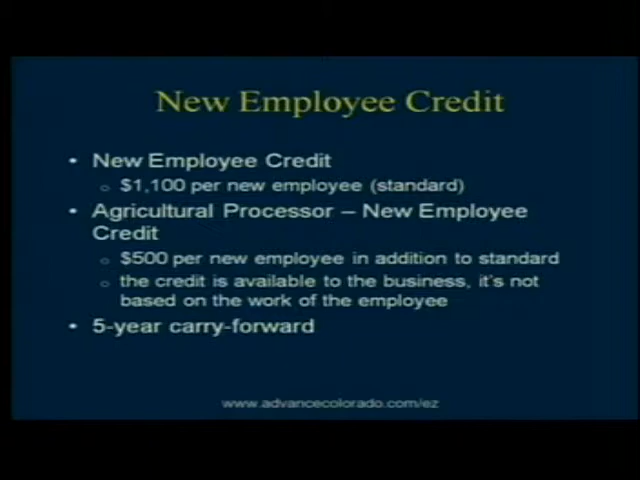 New Employee Credit
• New Employee Credit
o $1,100 per new employee (standard)
• Agricultural Processor – New Employee
Credit
o $500 per new employee in addition to standard
o the credit is available to the business, it's not
based on the work of the employee
• 5-year carry-forward
www.advancecolorado.com/ez